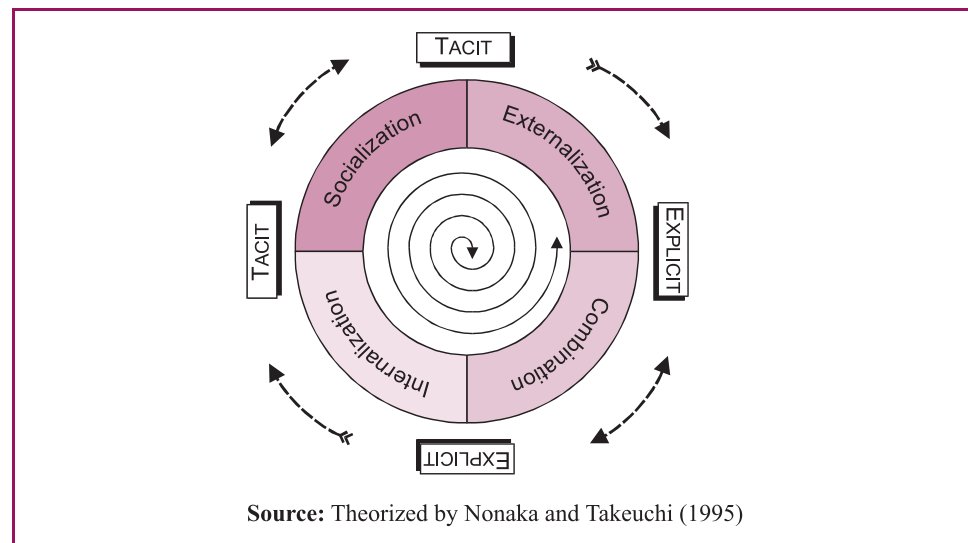 TACIT
Socialization
Externalization
TACIT
EXPLICIT
Internalization
Combination
EXPLICIT
Source: Theorized by Nonaka and Takeuchi (1995)